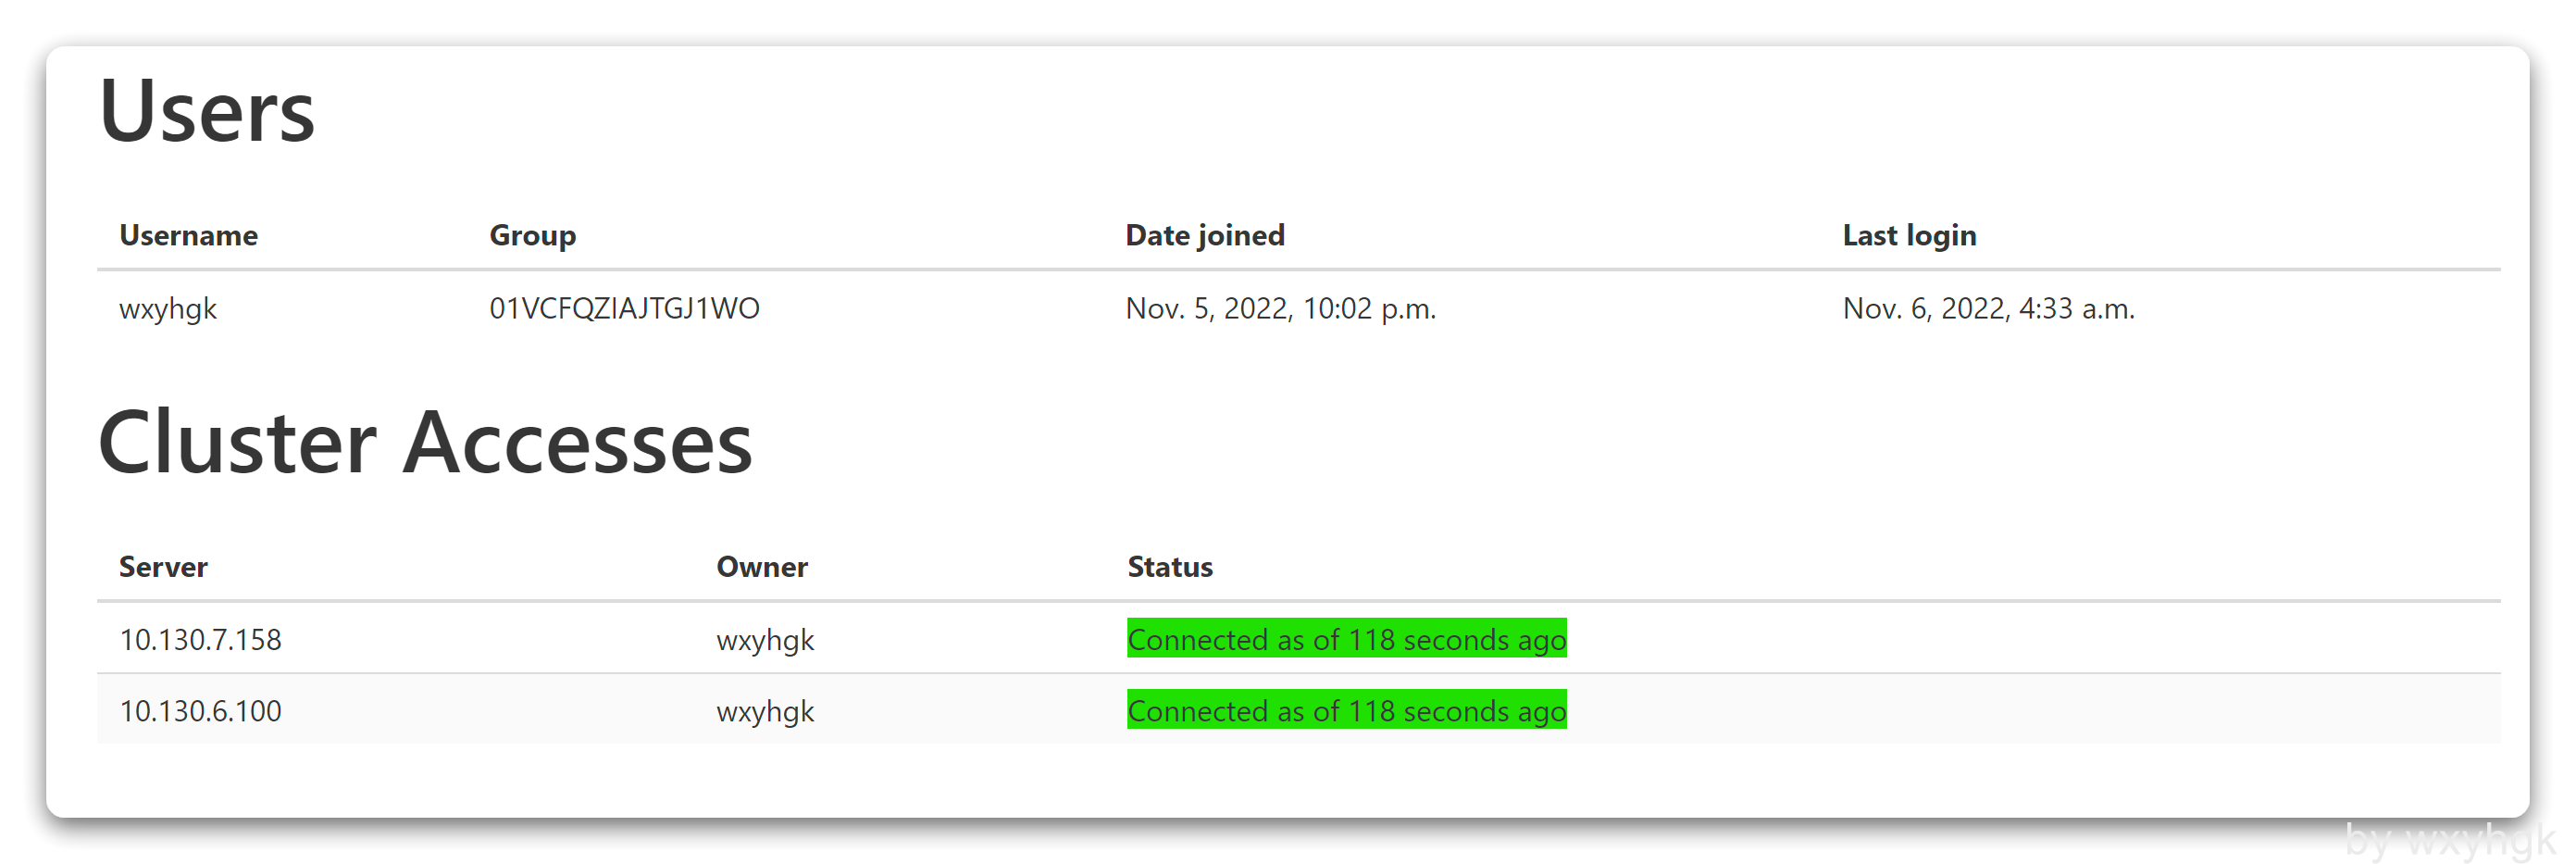 Users
Username Group Date joined Last login
wxyhgk 01VCFQZIAJTGJ1WO Nov. 5, 2022, 10:02 p.m. Nov. 6, 2022, 4:33 a.m.
Cluster Accesses
Server Owner Status
10.130.7.158 wxyhgk Connected as of 118 seconds ago
10.130.6.100 wxyhgk Connected as of 118 seconds ago
by wxyhgk